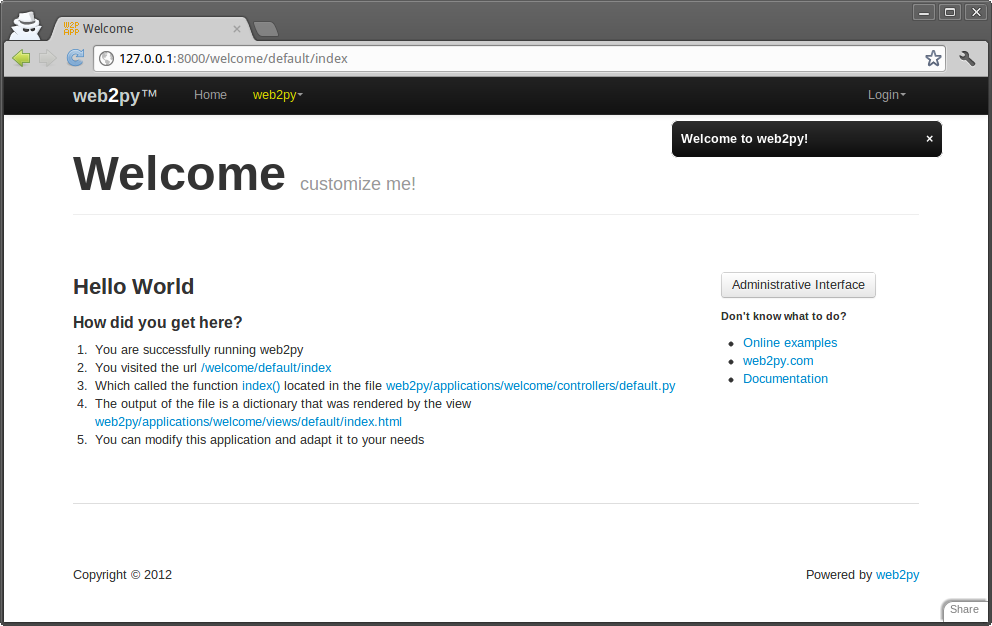 W2P
APP
Welcome
127.0.0.1:8000/welcome/default/index
web2py™ Home web2py Login
Welcome to web2py! ×
Welcome customize me!
Hello World
How did you get here?
1. You are successfully running web2py
2. You visited the url /welcome/default/index
3. Which called the function index() located in the file web2py/applications/welcome/controllers/default.py
4. The output of the file is a dictionary that was rendered by the view
web2py/applications/welcome/views/default/index.html
5. You can modify this application and adapt it to your needs
Administrative Interface
Don't know what to do?
Online examples
web2py.com
Documentation
Copyright © 2012
Powered by web2py
Share